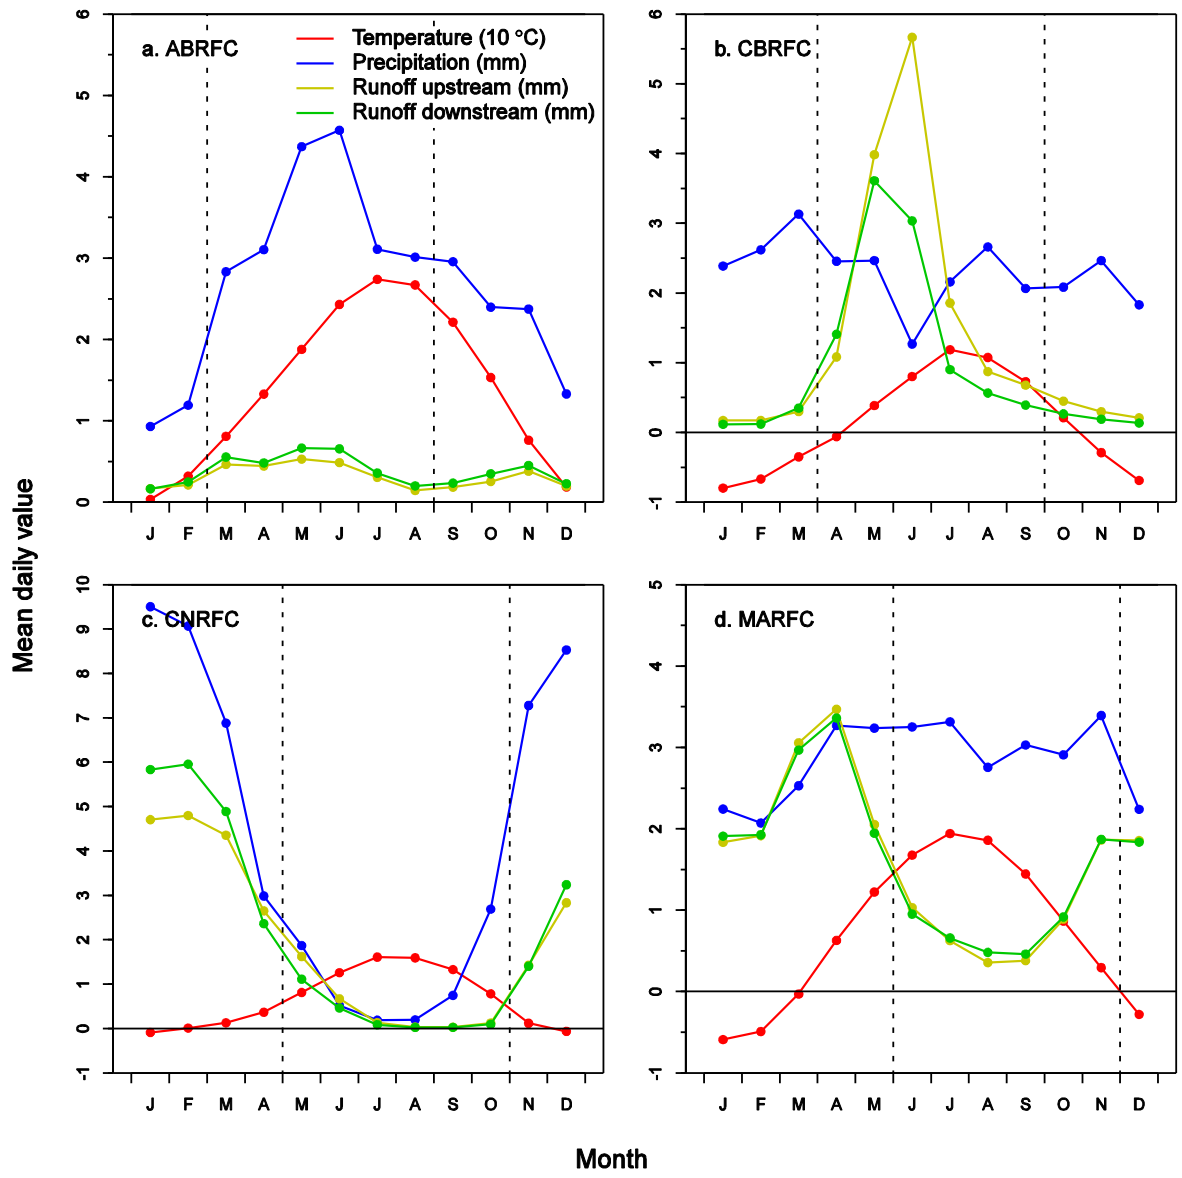 a. ABRFC
Temperature (10 °C)
Precipitation (mm)
Runoff upstream (mm)
Runoff downstream (mm)
0 1 2 3 4 5 6
J F M A M J J A S O N D
b. CBRFC
-1 0 1 2 3 4 5 6
J F M A M J J A S O N D
c. CNRFC
-1 0 1 2 3 4 5 6 7 8 9 10
J F M A M J J A S O N D
d. MARFC
-1 0 1 2 3 4 5
J F M A M J J A S O N D
Mean daily value
Month